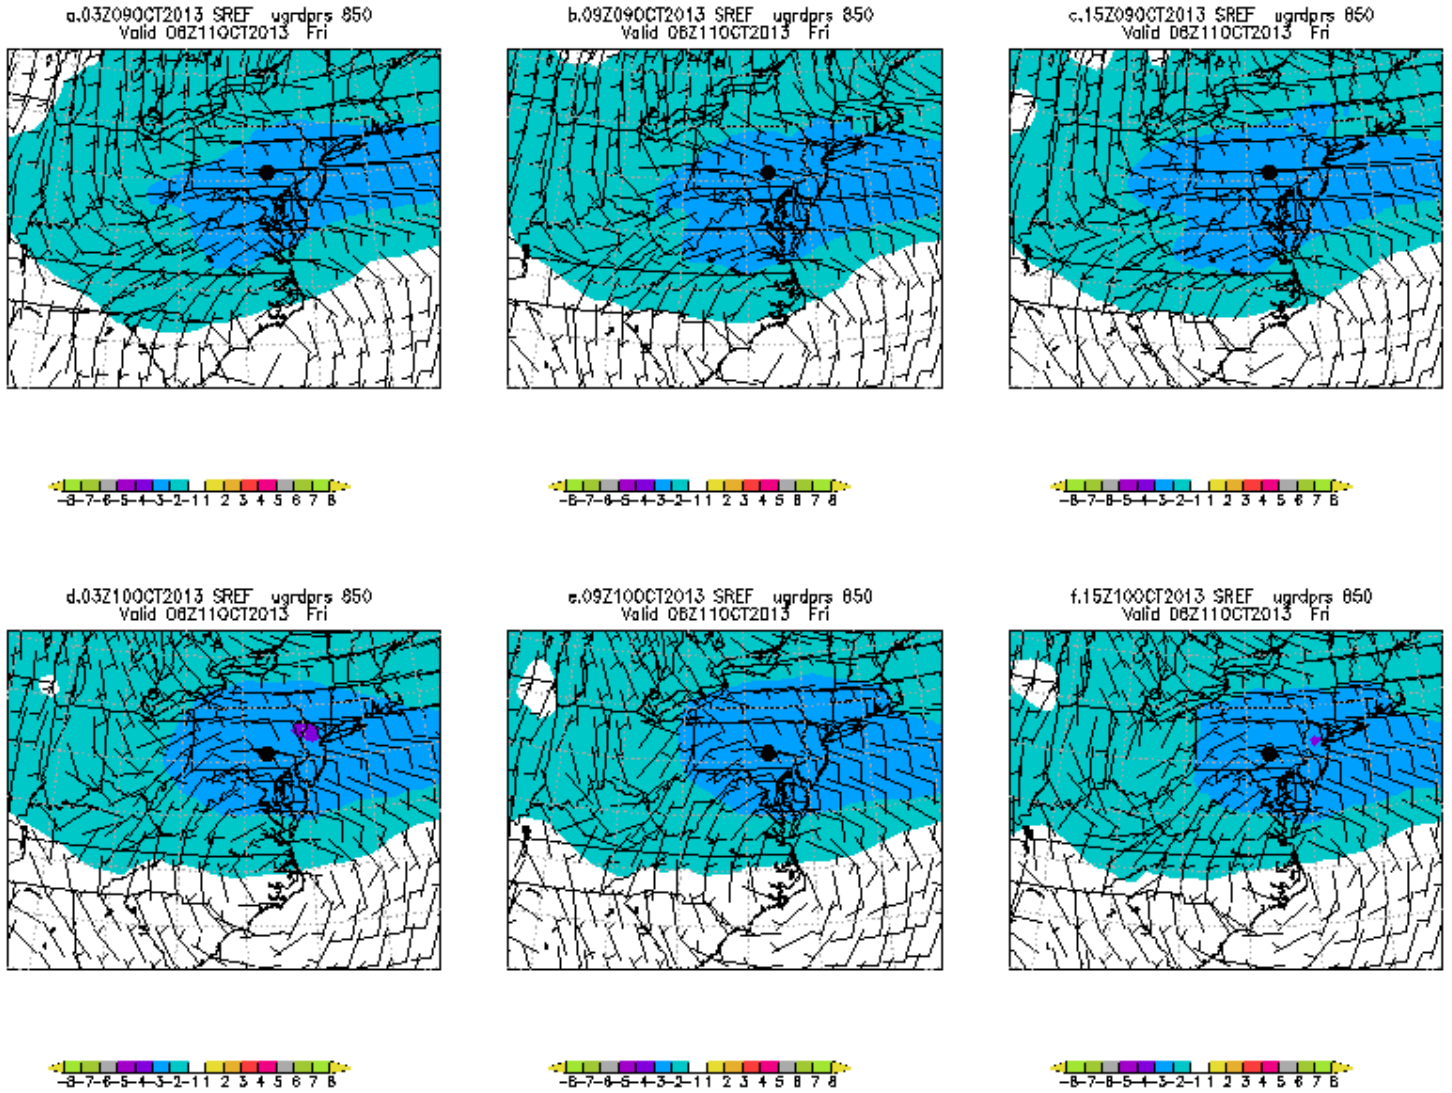 a.03Z09OCT2013 SREF ugrdprs 850
Valid 06Z11OCT2013 Fri
b.09Z09OCT2013 SREF ugrdprs 850
Valid 06Z11OCT2013 Fri
c.15Z09OCT2013 SREF ugrdprs 850
Valid 06Z11OCT2013 Fri
-8-7-6-5-4-3-2-1 1 2 3 4 5 6 7 8
-8-7-6-5-4-3-2-1 1 2 3 4 5 6 7 8
-8-7-6-5-4-3-2-1 1 2 3 4 5 6 7 8
d.03Z10OCT2013 SREF ugrdprs 850
Valid 06Z11OCT2013 Fri
e.09Z10OCT2013 SREF ugrdprs 850
Valid 06Z11OCT2013 Fri
f.15Z10OCT2013 SREF ugrdprs 850
Valid 06Z11OCT2013 Fri
-8-7-6-5-4-3-2-1 1 2 3 4 5 6 7 8
-8-7-6-5-4-3-2-1 1 2 3 4 5 6 7 8
-8-7-6-5-4-3-2-1 1 2 3 4 5 6 7 8